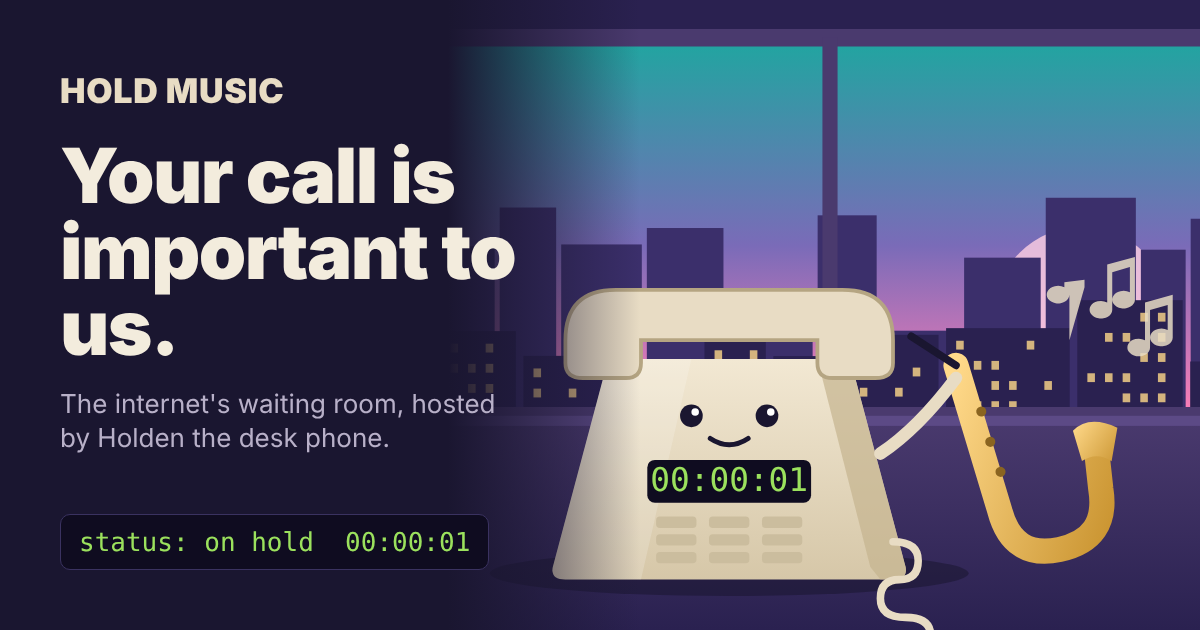 HOLD MUSIC
Your call is
important to
us.
The internet's waiting room, hosted
by Holden the desk phone.
status: on hold  00:00:01
00:00:01